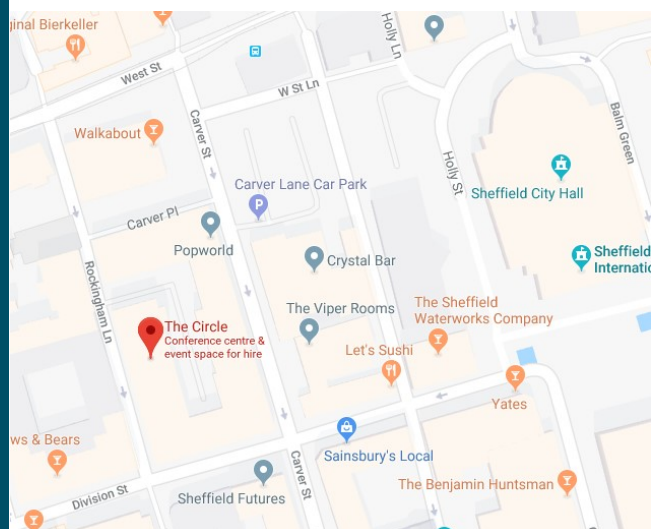 ginal Bierkeller
West St
Holly Ln
W St Ln
Walkabout
Carver St
Balm Green
Carver Lane Car Park
P
Holly St
Sheffield City Hall
Carver Pl
Popworld
Crystal Bar
Sheffield
Internatio
Rockingham Ln
The Viper Rooms
The Sheffield
Waterworks Company
The Circle
Conference centre &
event space for hire
Let's Sushi
Yates
ws & Bears
Sainsbury's Local
Division St
Sheffield Futures
Carver St
The Benjamin Huntsman